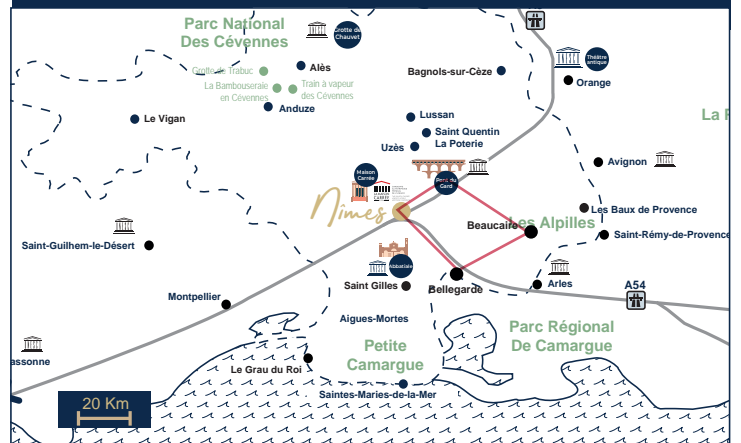 Parc National
Des Cévennes
Grotte de
Chauvet
Théâtre
antique
Grotte de Trabuc
Alès
Bagnols-sur-Cèze
Orange
La Bambouseraie
en Cévennes
Train à vapeur
des Cévennes
Anduze
La
Le Vigan
Lussan
Saint Quentin
La Poterie
Uzès
Avignon
Maison
Carrée
Pont du
Gard
Nîmes
Beaucaire
Les Alpilles
Les Baux de Provence
Saint-Rémy-de-Provence
Saint-Guilhem-le-Désert
Abbatiale
Saint Gilles
Bellegarde
Arles
A54
Montpellier
Aigues-Mortes
Parc Régional
De Camargue
Petite
Camargue
assonne
Le Grau du Roi
Saintes-Maries-de-la-Mer
20 Km